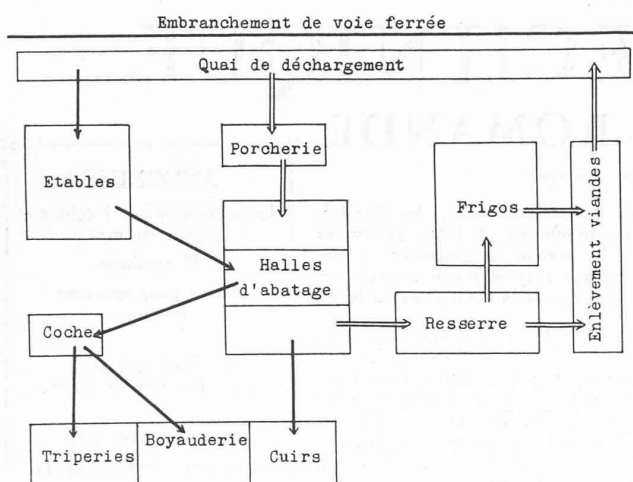 Embranchement de voie ferrée
Quai de déchargement
Porcherie
Etables
Frigos
Enlèvement viandes
Halles
d'abatage
Coche
Resserre
Triperies
Boyauderie
Cuirs